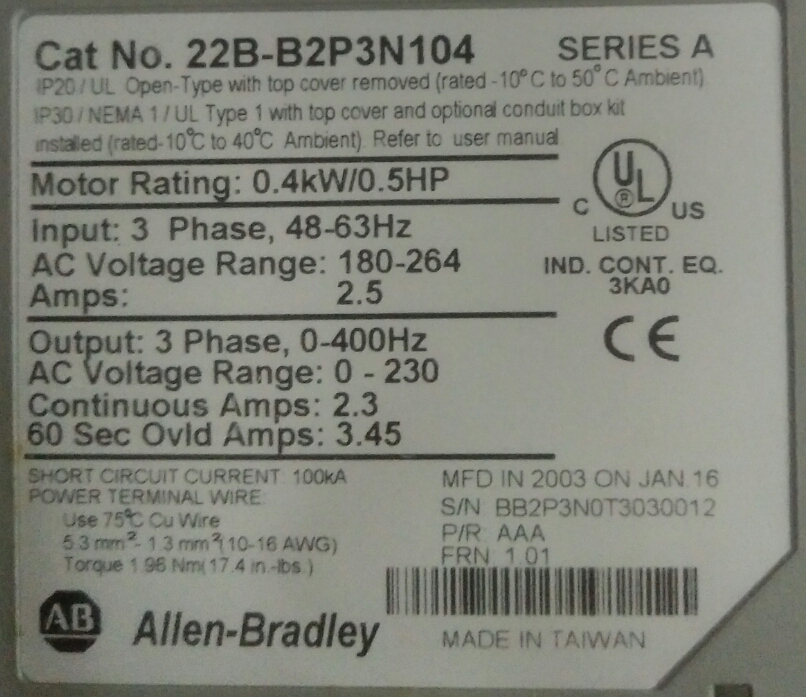 Cat No. 22B-B2P3N104 SERIES A
IP20 / UL Open-Type with top cover removed (rated -10°C to 50°C Ambient).
IP30 / NEMA 1 / UL Type 1 with top cover and optional conduit box kit
installed (rated-10°C to 40°C Ambient). Refer to user manual
Motor Rating: 0.4kW/0.5HP
C UL ® US
LISTED
Input: 3 Phase, 48-63Hz
AC Voltage Range: 180-264
Amps: 2.5
IND. CONT. EQ.
3KA0
CE
Output: 3 Phase, 0-400Hz
AC Voltage Range: 0 - 230
Continuous Amps: 2.3
60 Sec Ovld Amps: 3.45
SHORT CIRCUIT CURRENT: 100kA
POWER TERMINAL WIRE:
Use 75°C Cu Wire
5.3 mm²- 1.3 mm²(10-16 AWG)
Torque 1.96 Nm(17.4 in.-lbs.)
MFD IN 2003 ON JAN.16
S/N: BB2P3N0T3030012
P/R: AAA
FRN: 1.01
AB Allen-Bradley
MADE IN TAIWAN